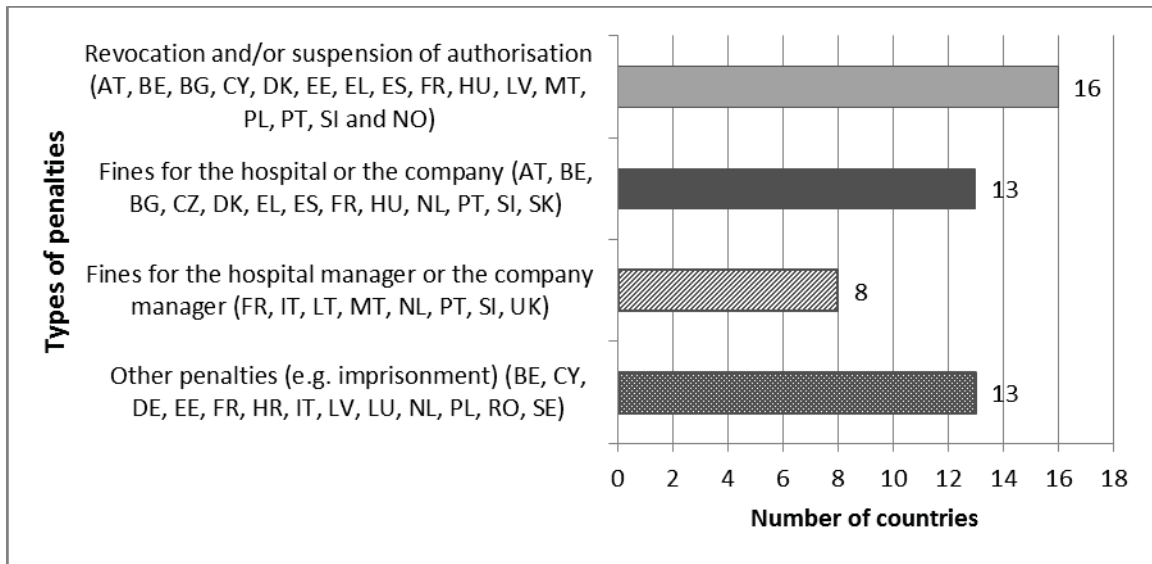 Types of penalties
Revocation and/or suspension of authorisation
(AT, BE, BG, CY, DK, EE, EL, ES, FR, HU, LV, MT,
PL, PT, SI and NO)
16
Fines for the hospital or the company (AT, BE,
BG, CZ, DK, EL, ES, FR, HU, NL, PT, SI, SK)
13
Fines for the hospital manager or the company
manager (FR, IT, LT, MT, NL, PT, SI, UK)
8
Other penalties (e.g. imprisonment) (BE, CY,
DE, EE, FR, HR, IT, LV, LU, NL, PL, RO, SE)
13
0 2 4 6 8 10 12 14 16 18
Number of countries